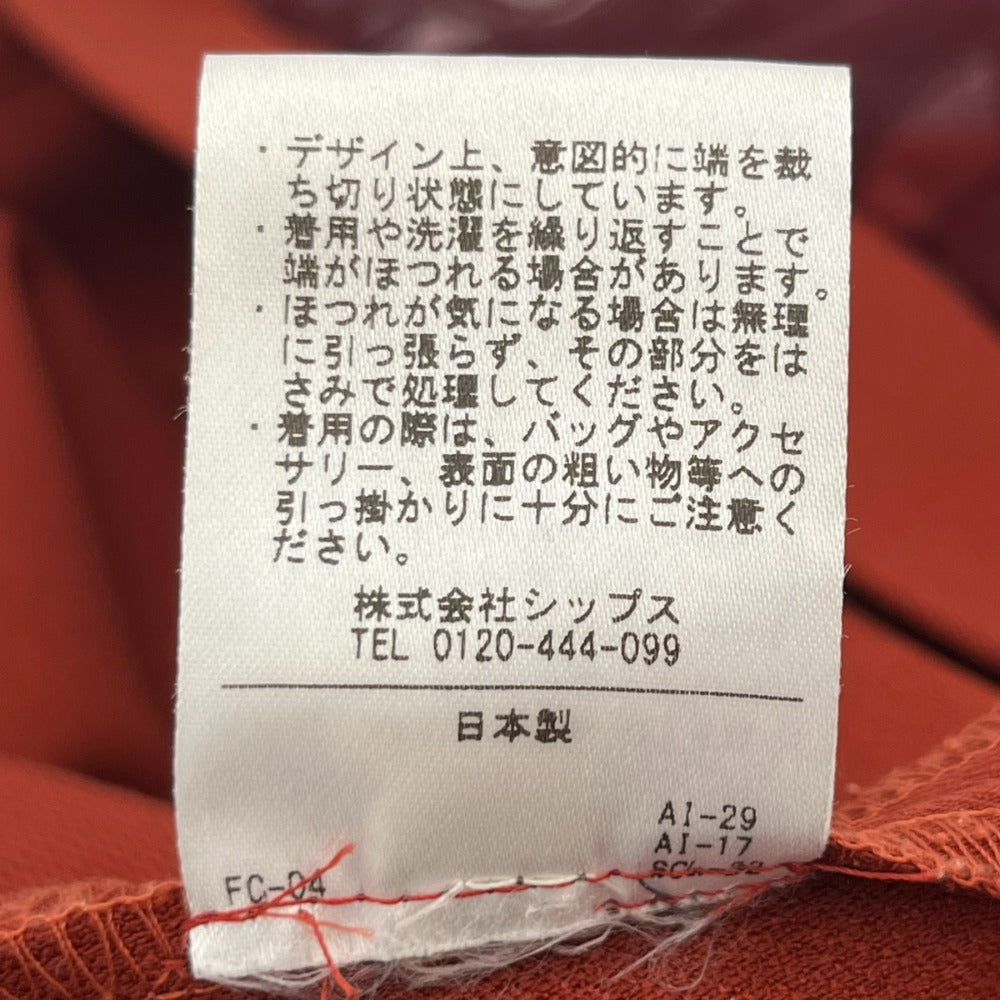 ・デザイン上、意図的に端を裁
ち切り状態にしています。
・着用や洗濯を繰り返すことで
端がほつれる場合があります。
・ほつれが気になる場合は無理
に引っ張らず、その部分をは
さみで処理してください。
・着用の際は、バッグやアクセ
サリー、表面の粗い物等への
引っ掛かりに十分にご注意く
ださい。
株式会社シップス
TEL 0120-444-099
日本製
AI-29
AI-17
FC-04